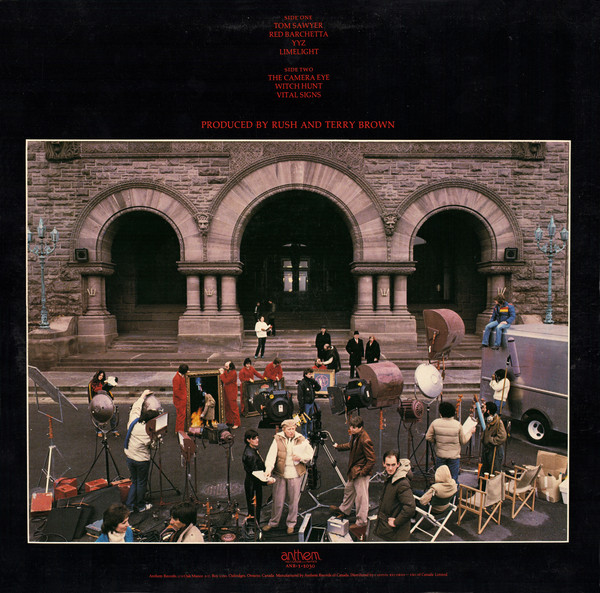 SIDE ONE
TOM SAWYER
RED BARCHETTA
YYZ
LIMELIGHT
SIDE TWO
THE CAMERA EYE
WITCH HUNT
VITAL SIGNS
PRODUCED BY RUSH AND TERRY BROWN
anthem
ANR-1-1030